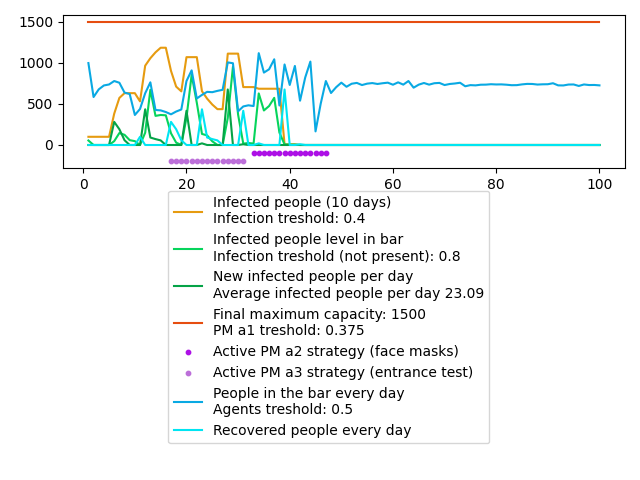 1500
1000
500
0
0 20 40 60 80 100
Infected people (10 days)
Infection treshold: 0.4
Infected people level in bar
Infection treshold (not present): 0.8
New infected people per day
Average infected people per day 23.09
Final maximum capacity: 1500
PM a1 treshold: 0.375
Active PM a2 strategy (face masks)
Active PM a3 strategy (entrance test)
People in the bar every day
Agents treshold: 0.5
Recovered people every day